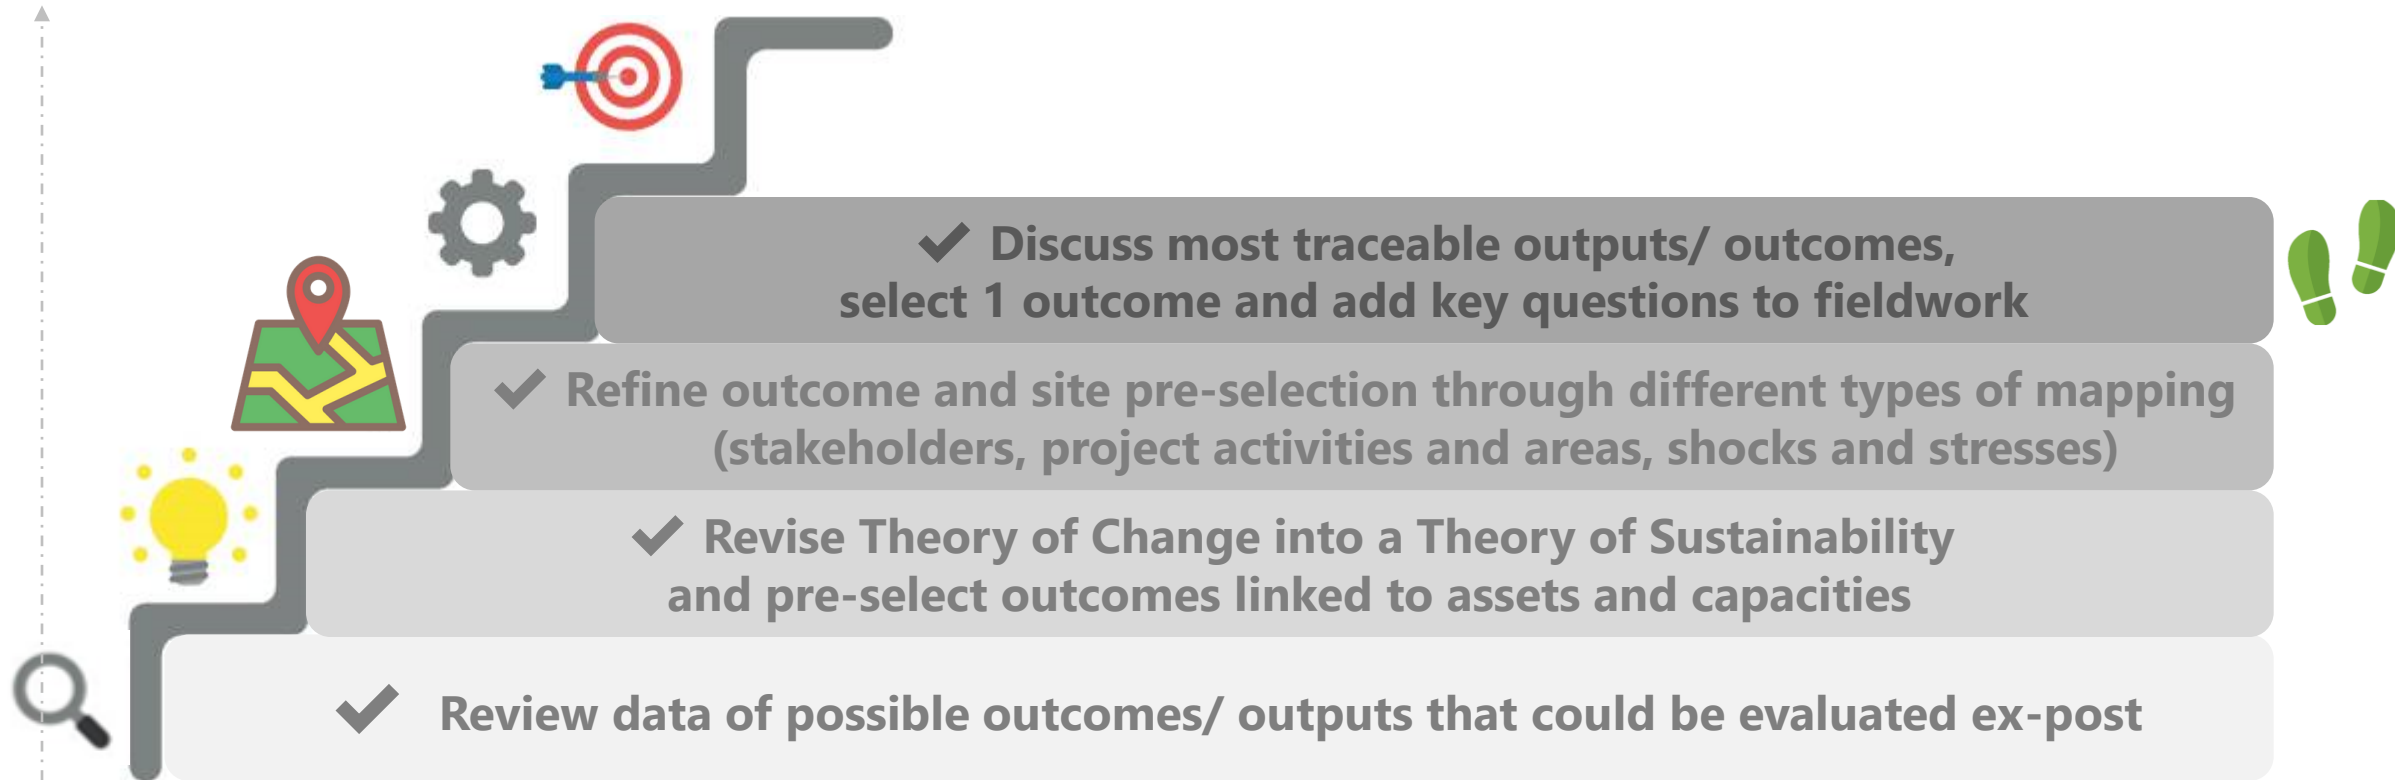 ✔ Discuss most traceable outputs/ outcomes,
select 1 outcome and add key questions to fieldwork
✔ Refine outcome and site pre-selection through different types of mapping
(stakeholders, project activities and areas, shocks and stresses)
✔ Revise Theory of Change into a Theory of Sustainability
and pre-select outcomes linked to assets and capacities
✔ Review data of possible outcomes/ outputs that could be evaluated ex-post